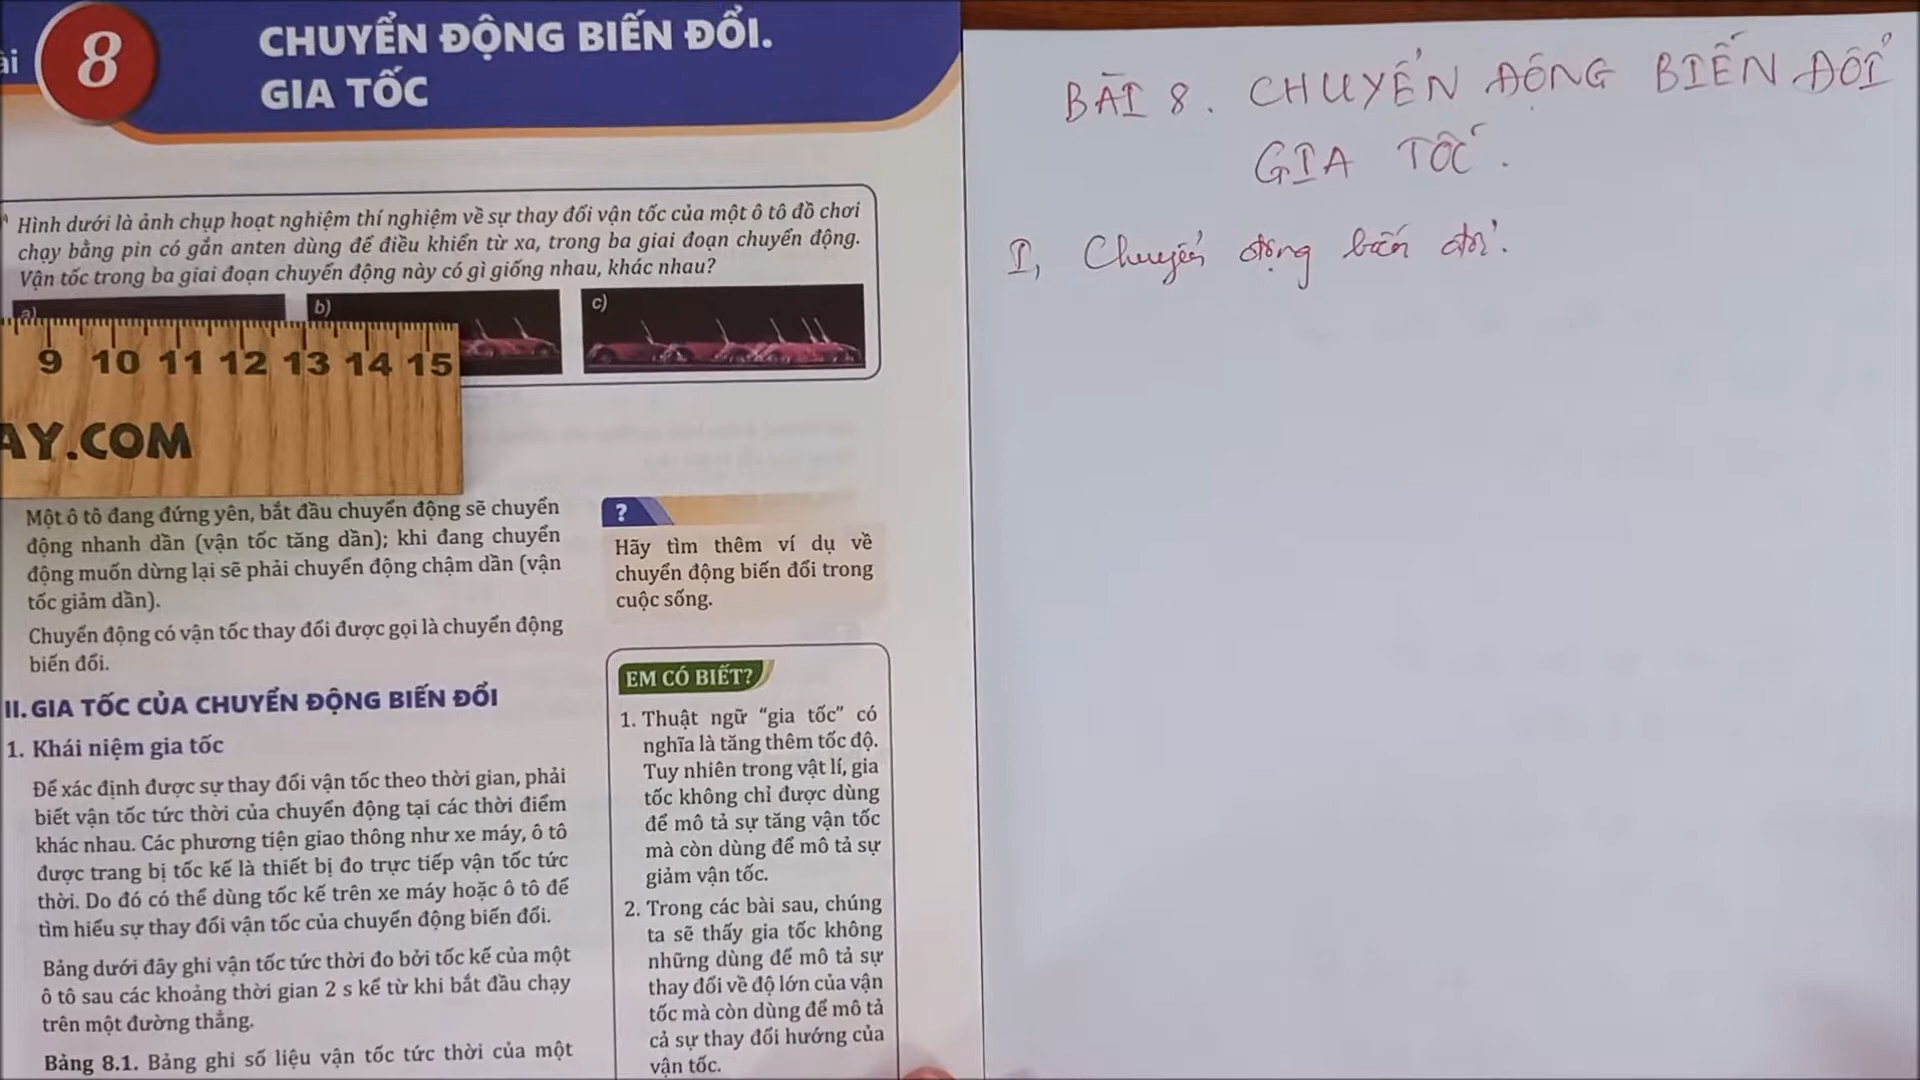 ài
8
CHUYỂN ĐỘNG BIẾN ĐỔI.
GIA TỐC
Hình dưới là ảnh chụp hoạt nghiệm thí nghiệm về sự thay đổi vận tốc của một ô tô đồ chơi
chạy bằng pin có gắn anten dùng để điều khiển từ xa, trong ba giai đoạn chuyển động.
Vận tốc trong ba giai đoạn chuyển động này có gì giống nhau, khác nhau?
a)
b)
c)
9 10 11 12 13 14 15
AY.COM
Một ô tô đang đứng yên, bắt đầu chuyển động sẽ chuyển
động nhanh dần (vận tốc tăng dần); khi đang chuyển
động muốn dừng lại sẽ phải chuyển động chậm dần (vận
tốc giảm dần).
Chuyển động có vận tốc thay đổi được gọi là chuyển động
biến đổi.
II. GIA TỐC CỦA CHUYỂN ĐỘNG BIẾN ĐỔI
1. Khái niệm gia tốc
Để xác định được sự thay đổi vận tốc theo thời gian, phải
biết vận tốc tức thời của chuyển động tại các thời điểm
khác nhau. Các phương tiện giao thông như xe máy, ô tô
được trang bị tốc kế là thiết bị đo trực tiếp vận tốc tức
thời. Do đó có thể dùng tốc kế trên xe máy hoặc ô tô để
tìm hiểu sự thay đổi vận tốc của chuyển động biến đổi.
Bảng dưới đây ghi vận tốc tức thời đo bởi tốc kế của một
ô tô sau các khoảng thời gian 2 s kể từ khi bắt đầu chạy
trên một đường thẳng.
Bảng 8.1. Bảng ghi số liệu vận tốc tức thời của một
?
Hãy tìm thêm ví dụ về
chuyển động biến đổi trong
cuộc sống.
EM CÓ BIẾT?
1. Thuật ngữ “gia tốc” có
nghĩa là tăng thêm tốc độ.
Tuy nhiên trong vật lí, gia
tốc không chỉ được dùng
để mô tả sự tăng vận tốc
mà còn dùng để mô tả sự
giảm vận tốc.
2. Trong các bài sau, chúng
ta sẽ thấy gia tốc không
những dùng để mô tả sự
thay đổi về độ lớn của vận
tốc mà còn dùng để mô tả
cả sự thay đổi hướng của
vận tốc.
BÀI 8. CHUYỂN ĐỘNG BIẾN ĐỔI
GIA TỐC.
I, Chuyển động biến đổi.